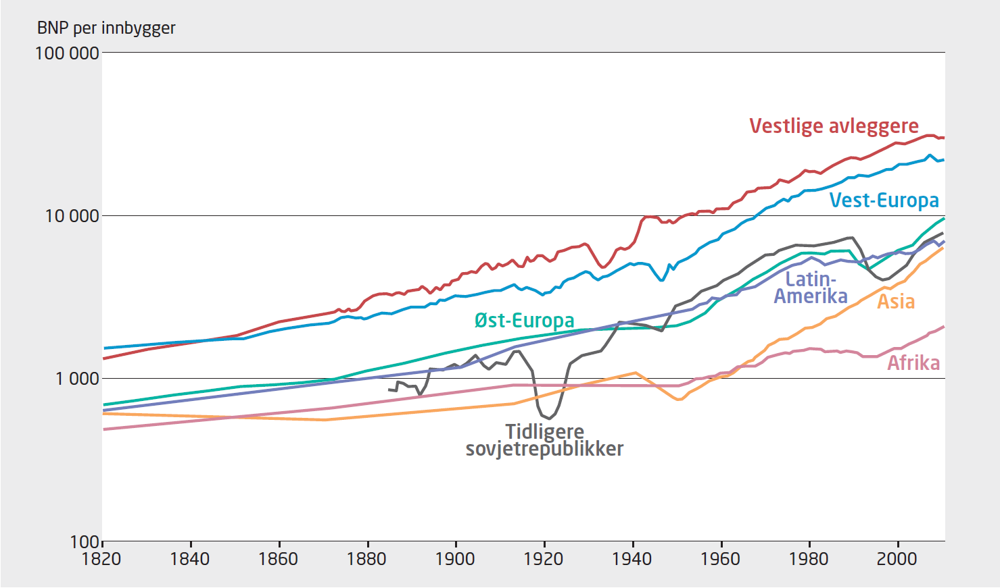 BNP per innbygger
100 000
Vestlige avleggere
Vest-Europa
10 000
Latin-
Amerika
Asia
Øst-Europa
Afrika
1 000
Tidligere
sovjetrepublikker
100
1820 1840 1860 1880 1900 1920 1940 1960 1980 2000